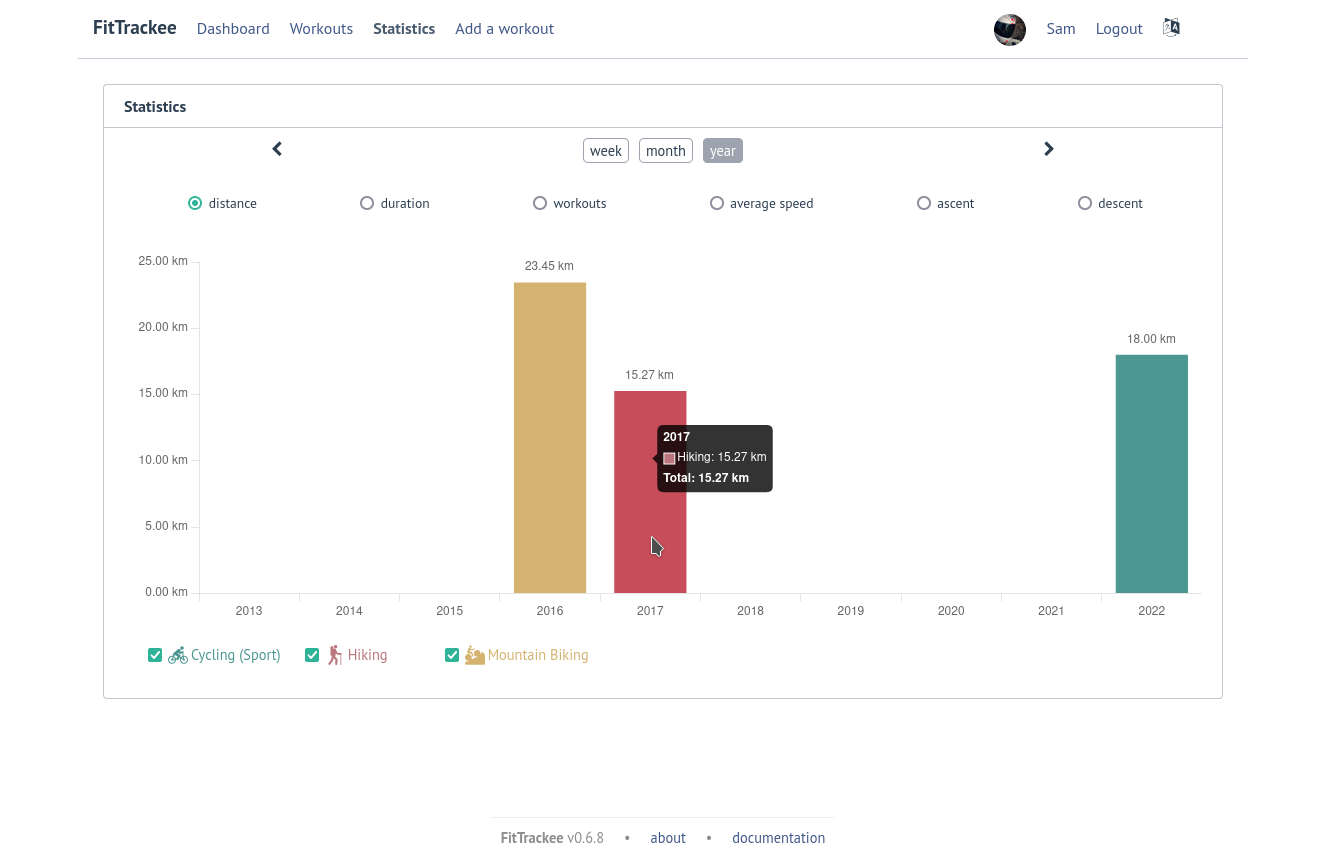 FitTrackee Dashboard Workouts Statistics Add a workout Sam Logout
Statistics
week month year
distance duration workouts average speed ascent descent
25.00 km
20.00 km
15.00 km
10.00 km
5.00 km
0.00 km
23.45 km
15.27 km
18.00 km
2017
Hiking: 15.27 km
Total: 15.27 km
2013 2014 2015 2016 2017 2018 2019 2020 2021 2022
Cycling (Sport) Hiking Mountain Biking
FitTrackee v0.6.8 • about • documentation